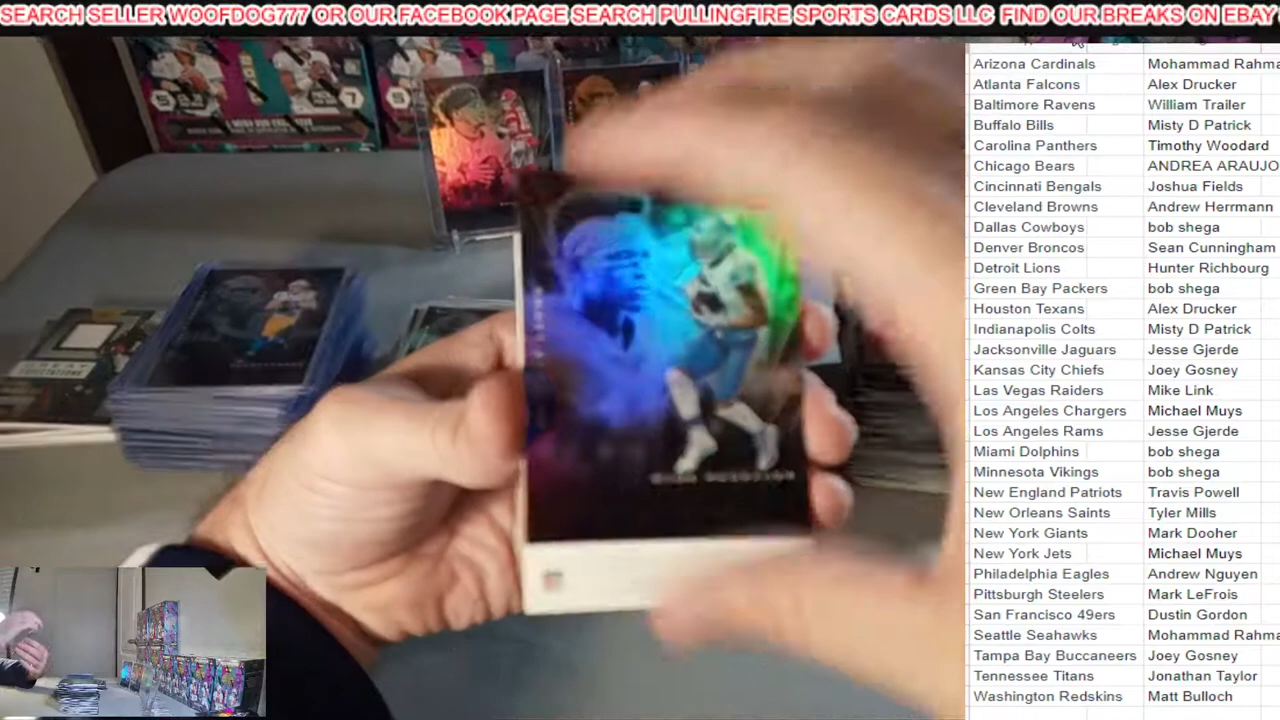 SEARCH SELLER WOOFDOG777 OR OUR FACEBOOK PAGE SEARCH PULLINGFIRE SPORTS CARDS LLC FIND OUR BREAKS ON EBAY
Arizona Cardinals Mohammad Rahma
Atlanta Falcons Alex Drucker
Baltimore Ravens William Trailer
Buffalo Bills Misty D Patrick
Carolina Panthers Timothy Woodard
Chicago Bears ANDREA ARAUJO
Cincinnati Bengals Joshua Fields
Cleveland Browns Andrew Herrmann
Dallas Cowboys bob shega
Denver Broncos Sean Cunningham
Detroit Lions Hunter Richbourg
Green Bay Packers bob shega
Houston Texans Alex Drucker
Indianapolis Colts Misty D Patrick
Jacksonville Jaguars Jesse Gjerde
Kansas City Chiefs Joey Gosney
Las Vegas Raiders Mike Link
Los Angeles Chargers Michael Muys
Los Angeles Rams Jesse Gjerde
Miami Dolphins bob shega
Minnesota Vikings bob shega
New England Patriots Travis Powell
New Orleans Saints Tyler Mills
New York Giants Mark Dooher
New York Jets Michael Muys
Philadelphia Eagles Andrew Nguyen
Pittsburgh Steelers Mark LeFrois
San Francisco 49ers Dustin Gordon
Seattle Seahawks Mohammad Rahma
Tampa Bay Buccaneers Joey Gosney
Tennessee Titans Jonathan Taylor
Washington Redskins Matt Bulloch